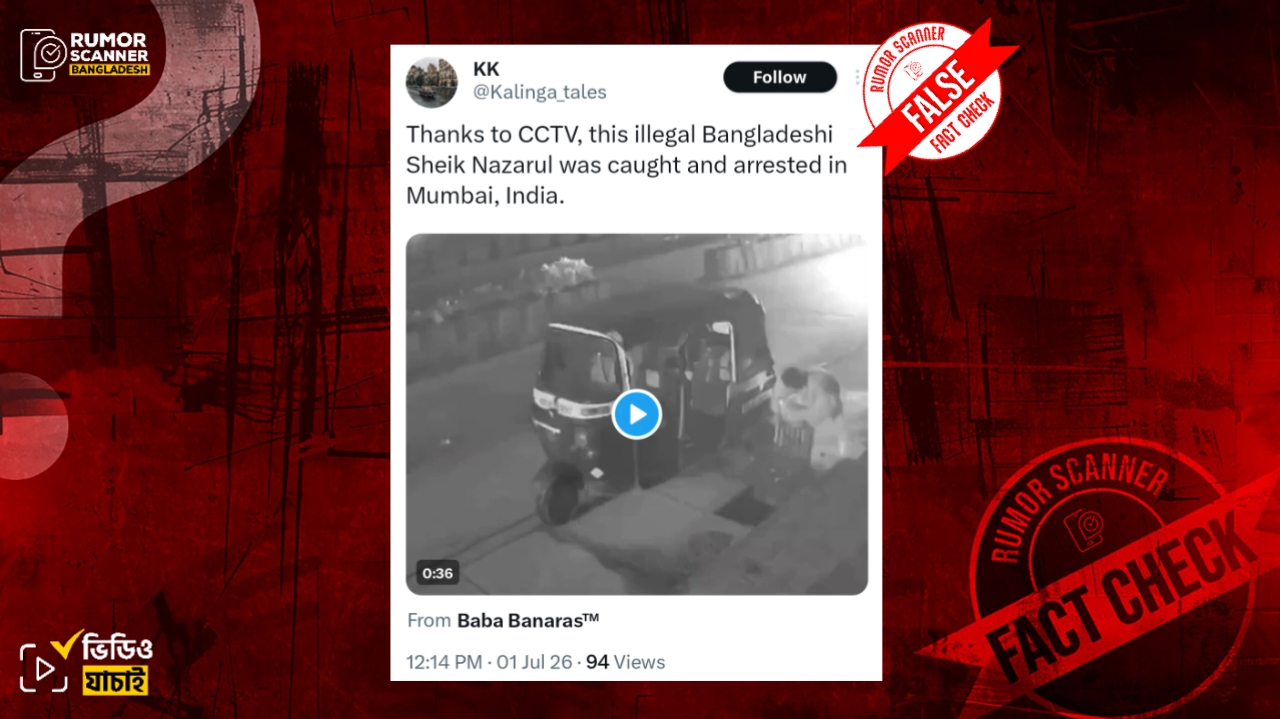 RUMOR
SCANNER
BANGLADESH
KK
@Kalinga_tales
Follow
Thanks to CCTV, this illegal Bangladeshi
Sheik Nazarul was caught and arrested in
Mumbai, India.
0:36
From Baba Banaras™
12:14 PM · 01 Jul 26 · 94 Views
RUMOR SCANNER
FALSE
FACT CHECK
RUMOR SCANNER
FACT CHECK
ভিডিও
যাচাই